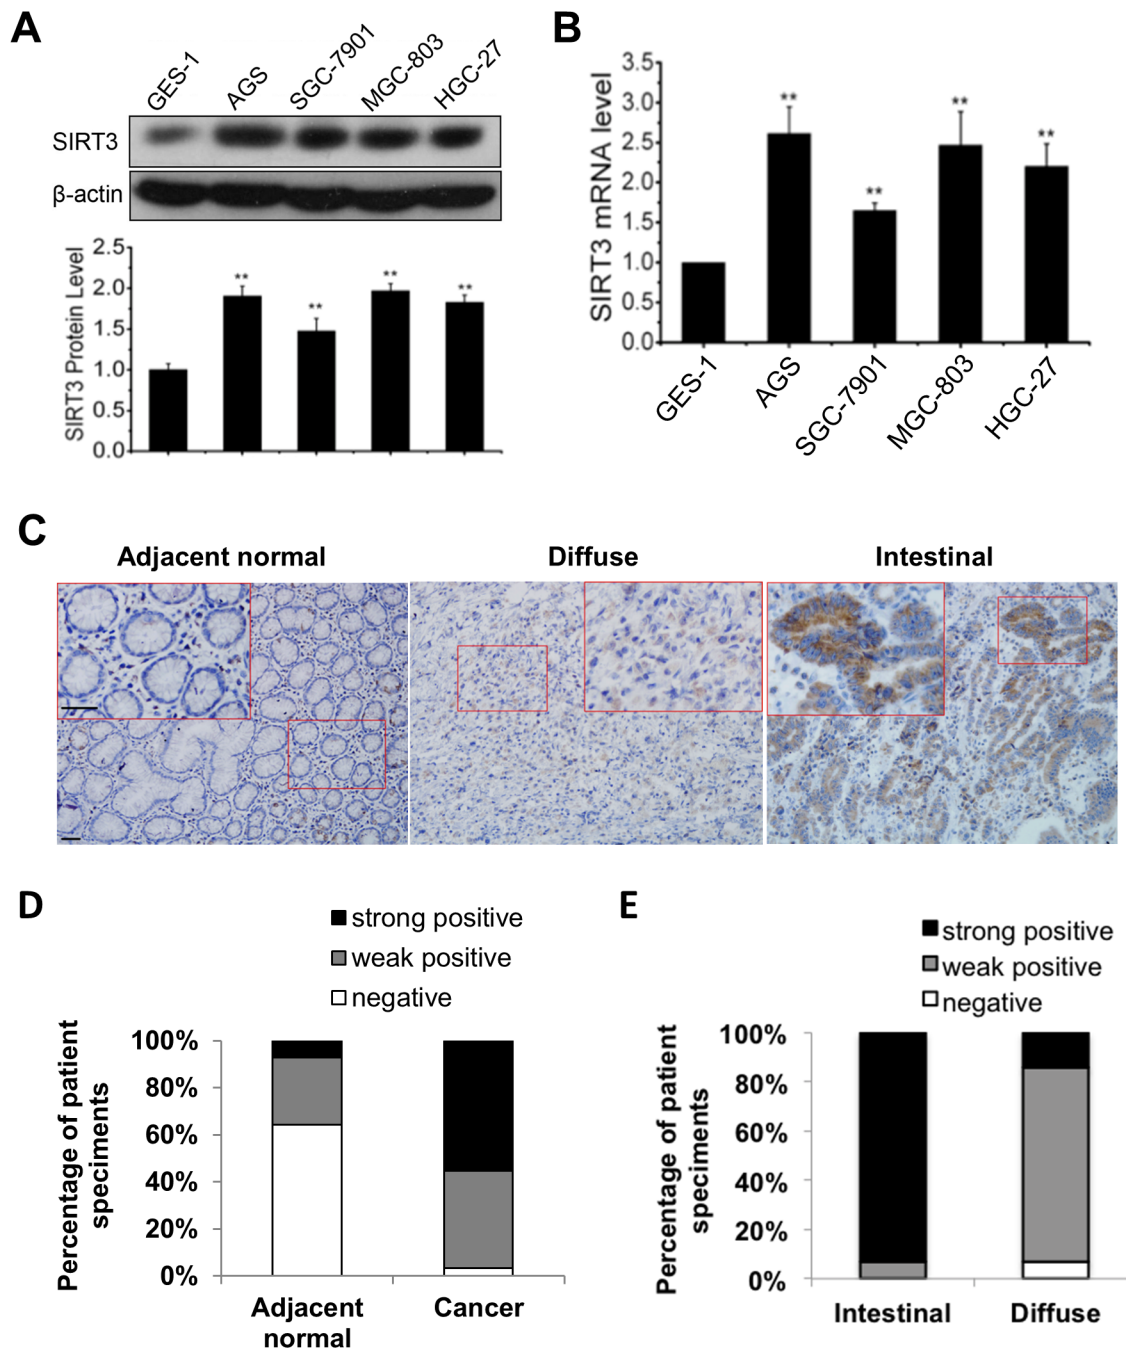 A
GES-1
AGS
SGC-7901
MGC-803
HGC-27
SIRT3
β-actin
SIRT3 Protein Level
2.5
2.0
1.5
1.0
0.5
0.0
**
**
**
**
B
SIRT3 mRNA level
3.5
3.0
2.5
2.0
1.5
1.0
0.5
0.0
**
**
**
**
GES-1
AGS
SGC-7901
MGC-803
HGC-27
C
Adjacent normal
Diffuse
Intestinal
D
strong positive
weak positive
negative
Percentage of patient
speciments
100%
80%
60%
40%
20%
0%
Adjacent
normal
Cancer
E
strong positive
weak positive
negative
Percentage of patient
speciments
100%
80%
60%
40%
20%
0%
Intestinal
Diffuse